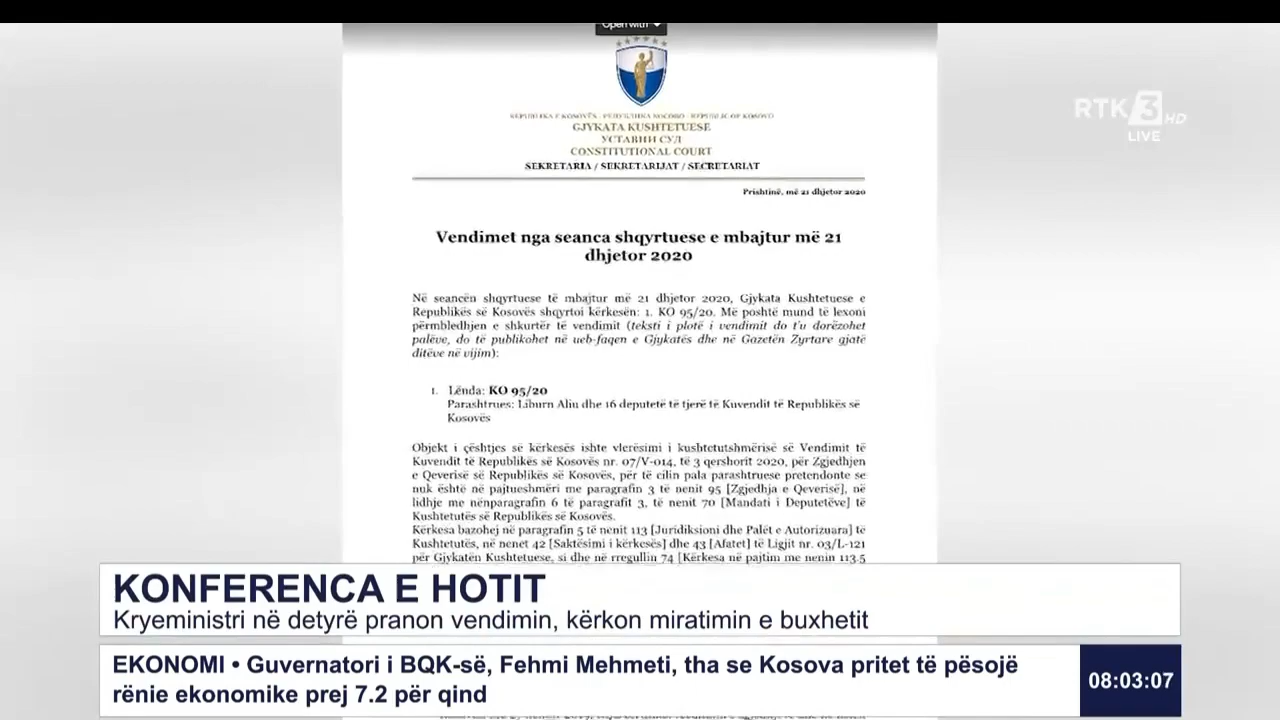 Open with
REPUBLIKA E KOSOVËS - РЕПУБЛИКА КОСОВО - REPUBLIC OF KOSOVO
GJYKATA KUSHTETUESE
УСТАВНИ СУД
CONSTITUTIONAL COURT
SEKRETARIA / SEKRETARIJAT / SECRETARIAT
RTK 3 HD
LIVE
Prishtinë, më 21 dhjetor 2020
Vendimet nga seanca shqyrtuese e mbajtur më 21
dhjetor 2020
Në seancën shqyrtuese të mbajtur më 21 dhjetor 2020, Gjykata Kushtetuese e
Republikës së Kosovës shqyrtoi kërkesën: 1. KO 95/20. Më poshtë mund të lexoni
përmbledhjen e shkurtër të vendimit (teksti i plotë i vendimit do t'u dorëzohet
palëve, do të publikohet në ueb-faqen e Gjykatës dhe në Gazetën Zyrtare gjatë
ditëve në vijim):
1. Lënda: KO 95/20
Parashtrues: Liburn Aliu dhe 16 deputetë të tjerë të Kuvendit të Republikës së
Kosovës
Objekt i çështjes së kërkesës ishte vlerësimi i kushtetutshmërisë së Vendimit të
Kuvendit të Republikës së Kosovës nr. 07/V-014, të 3 qershorit 2020, për Zgjedhjen
e Qeverisë së Republikës së Kosovës, për të cilin pala parashtruese pretendonte se
nuk është në pajtueshmëri me paragrafin 3 të nenit 95 [Zgjedhja e Qeverisë], në
lidhje me nënparagrafin 6 të paragrafit 3, të nenit 70 [Mandati i Deputetëve] të
Kushtetutës së Republikës së Kosovës.
Kërkesa bazohej në paragrafin 5 të nenit 113 [Juridiksioni dhe Palët e Autorizuara] të
Kushtetutës, në nenet 42 [Saktësimi i kërkesës] dhe 43 [Afatet] të Ligjit nr. 03/L-121
për Gjykatën Kushtetuese, si dhe në rregullin 74 [Kërkesa në pajtim me nenin 113.5
KONFERENCA E HOTIT
Kryeministri në detyrë pranon vendimin, kërkon miratimin e buxhetit
EKONOMI • Guvernatori i BQK-së, Fehmi Mehmeti, tha se Kosova pritet të pësojë
rënie ekonomike prej 7.2 për qind
08:03:07